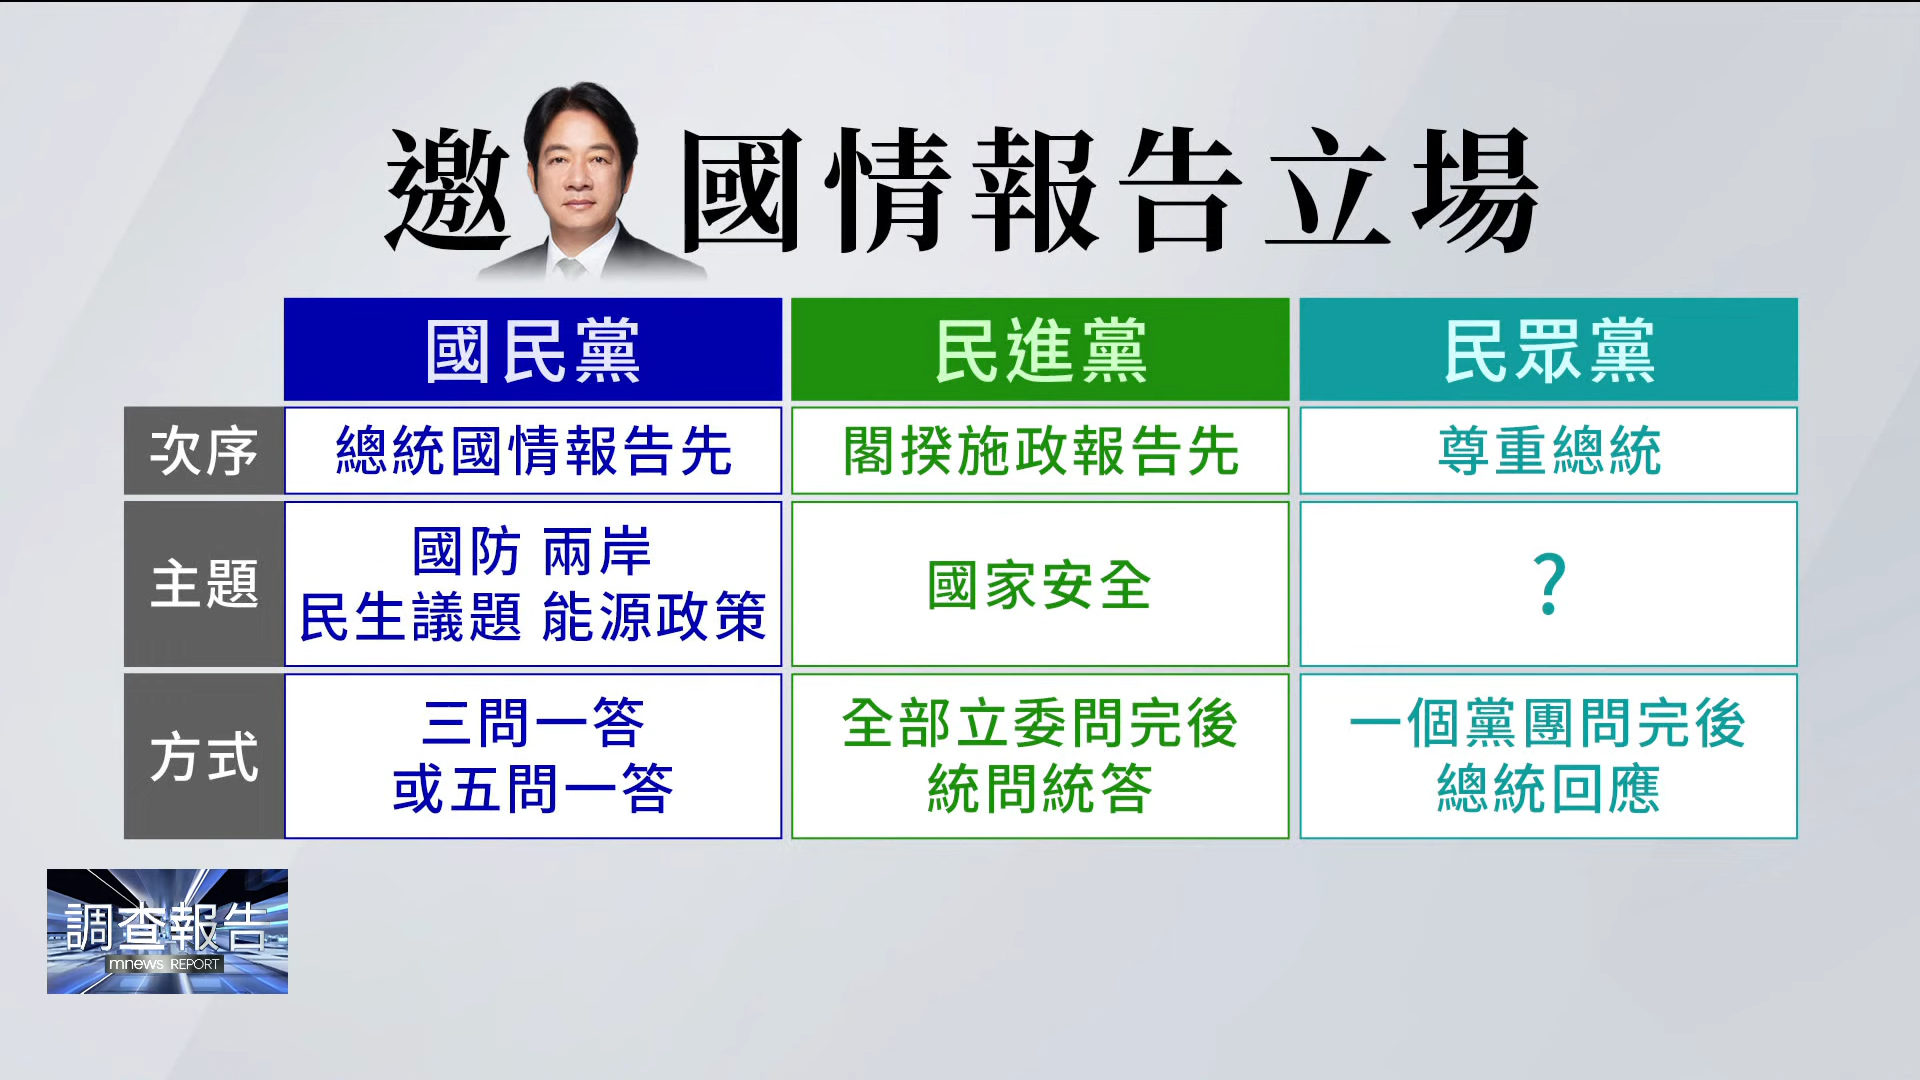 邀 國情報告立場
國民黨 民進黨 民眾黨
次序 總統國情報告先 閣揆施政報告先 尊重總統
主題
國防 兩岸
民生議題 能源政策
國家安全
?
方式
三問一答
或五問一答
全部立委問完後
統問統答
一個黨團問完後
總統回應
調查報告
mnews REPORT